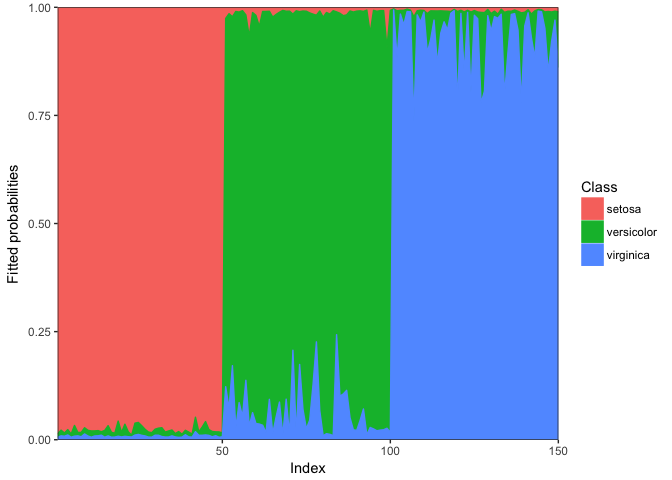 1.00
0.75
0.50
0.25
0.00
Fitted probabilities
50
100
150
Index
Class
setosa
versicolor
virginica